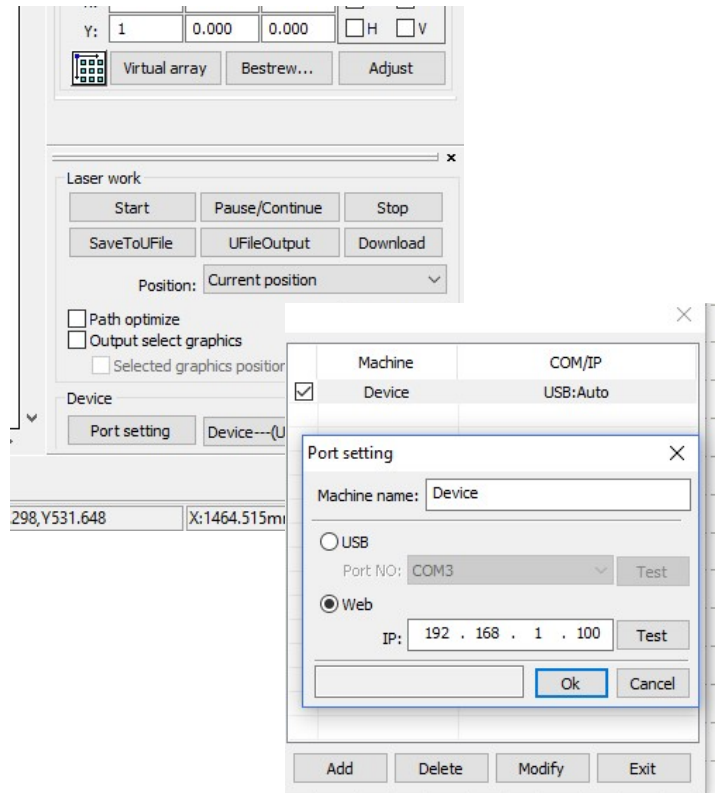 Y: 1 0.000 0.000 H V
Virtual array Bestrew... Adjust
Laser work
Start Pause/Continue Stop
SaveToUFile UFileOutput Download
Position: Current position
Path optimize
Output select graphics
Selected graphics position
Device
Port setting Device---(U
298,Y531.648 X:1464.515mm
Machine COM/IP
Device USB:Auto
Port setting
Machine name: Device
USB
Port NO: COM3 Test
Web
IP: 192 . 168 . 1 . 100 Test
Ok Cancel
Add Delete Modify Exit